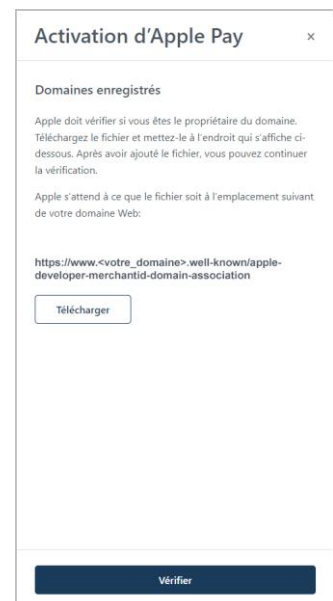 Activation d’Apple Pay ×
Domaines enregistrés
Apple doit vérifier si vous êtes le propriétaire du domaine.
Téléchargez le fichier et mettez-le à l’endroit qui s’affiche ci-
dessous. Après avoir ajouté le fichier, vous pouvez continuer
la vérification.
Apple s’attend à ce que le fichier soit à l’emplacement suivant
de votre domaine Web:
https://www.<votre_domaine>.well-known/apple-
developer-merchantid-domain-association
Télécharger
Vérifier